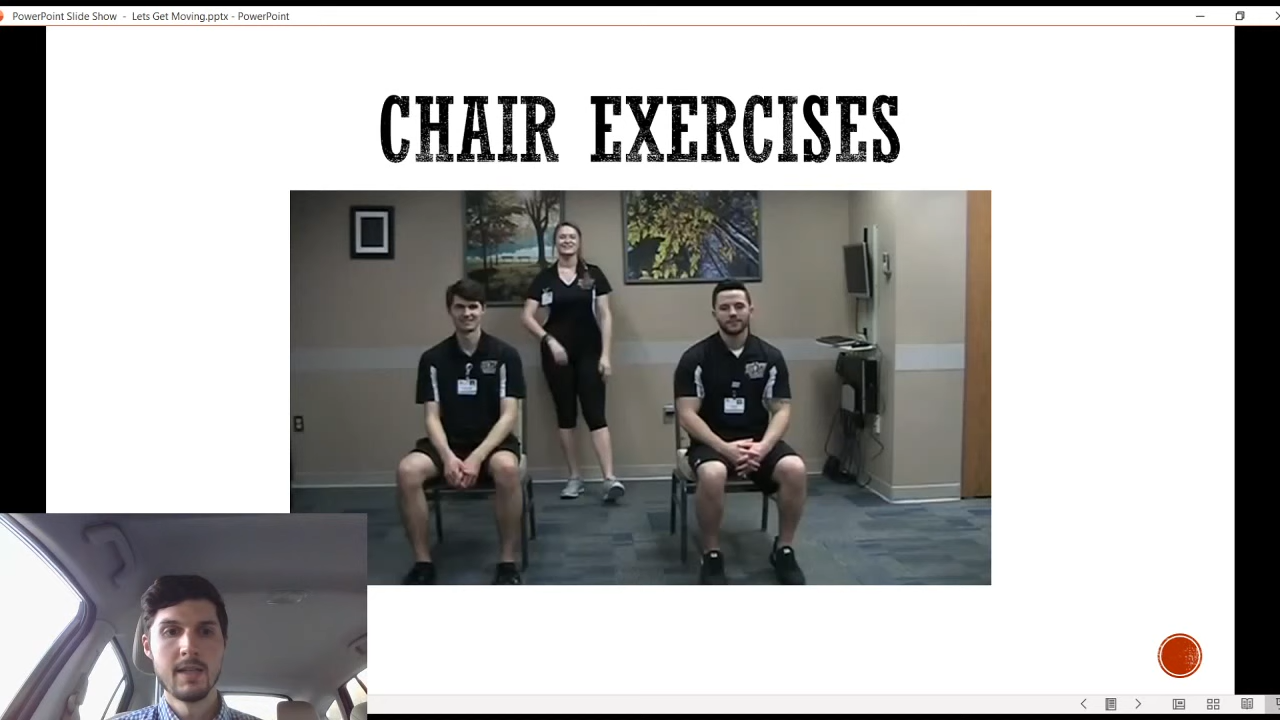 PowerPoint Slide Show - Lets Get Moving.pptx - PowerPoint
CHAIR EXERCISES